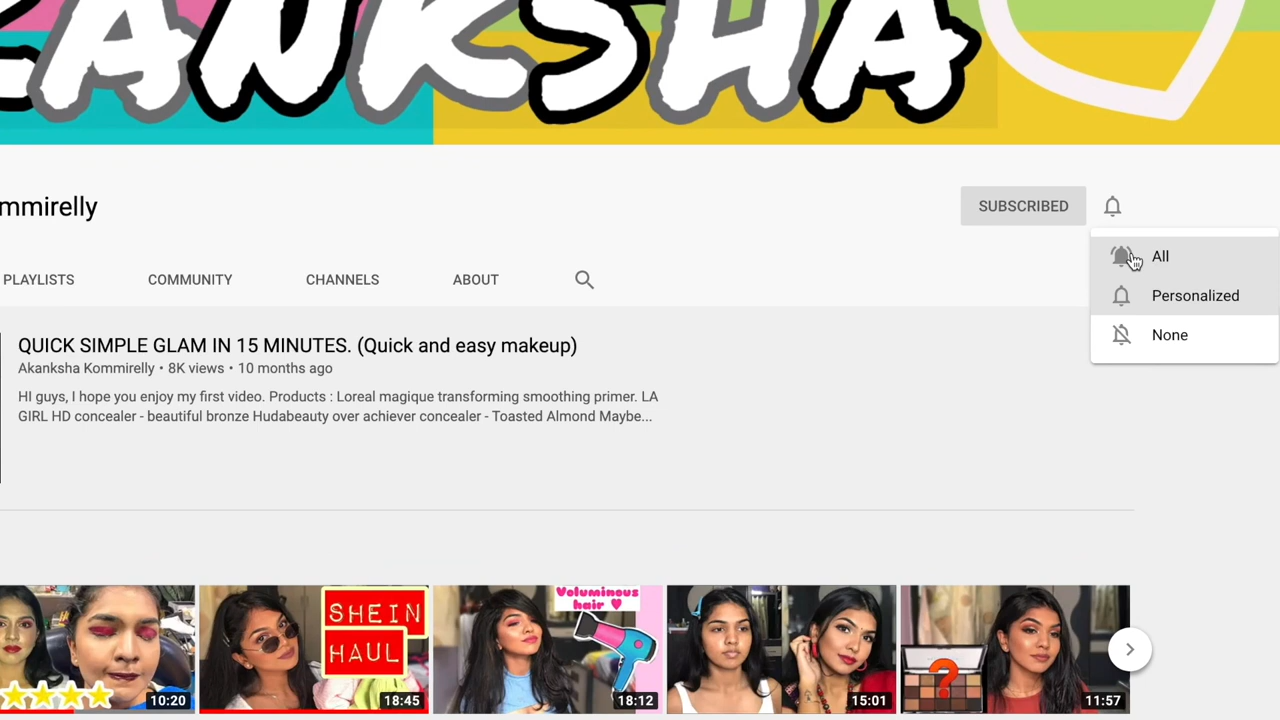 ANKSHA
mmirelly
SUBSCRIBED
All
Personalized
None
PLAYLISTS
COMMUNITY
CHANNELS
ABOUT
QUICK SIMPLE GLAM IN 15 MINUTES. (Quick and easy makeup)
Akanksha Kommirelly • 8K views • 10 months ago
HI guys, I hope you enjoy my first video. Products : Loreal magique transforming smoothing primer. LA
GIRL HD concealer - beautiful bronze Hudabeauty over achiever concealer - Toasted Almond Maybe...
10:20
SHEIN
HAUL
18:45
Voluminous
hair ♥
18:12
15:01
?
11:57